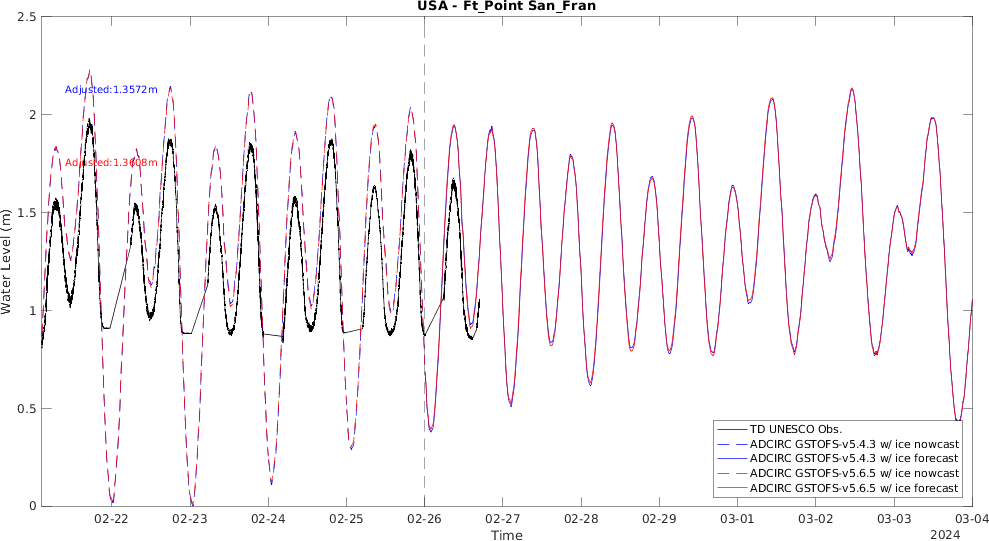 USA - Ft_Point San_Fran
Water Level (m)
2.5
2
1.5
1
0.5
0
Adjusted:1.3572m
Adjusted:1.3608m
TD UNESCO Obs.
ADCIRC GSTOFS-v5.4.3 w/ ice nowcast
ADCIRC GSTOFS-v5.4.3 w/ ice forecast
ADCIRC GSTOFS-v5.6.5 w/ ice nowcast
ADCIRC GSTOFS-v5.6.5 w/ ice forecast
02-22 02-23 02-24 02-25 02-26 02-27 02-28 02-29 03-01 03-02 03-03 03-04
Time
2024